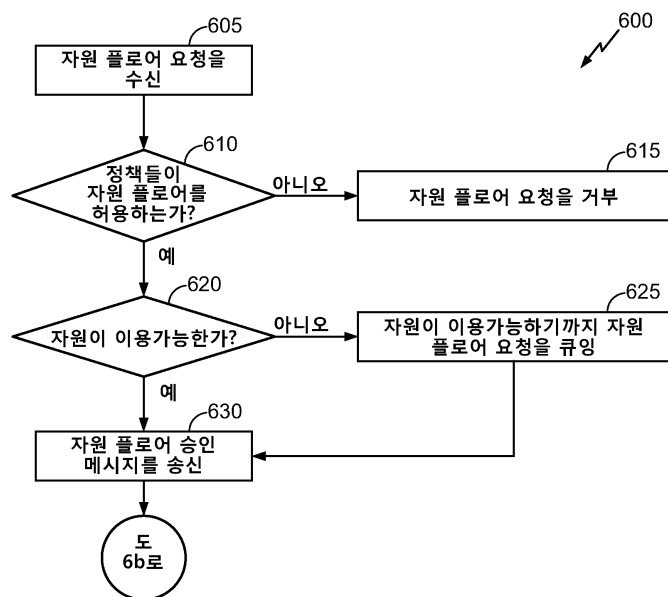 600
605
자원 플로어 요청을
수신
610
정책들이
자원 플로어를
허용하는가?
아니오
615
자원 플로어 요청을 거부
예
620
자원이 이용가능한가?
아니오
625
자원이 이용가능하기까지 자원
플로어 요청을 큐잉
예
630
자원 플로어 승인
메시지를 송신
도
6b로